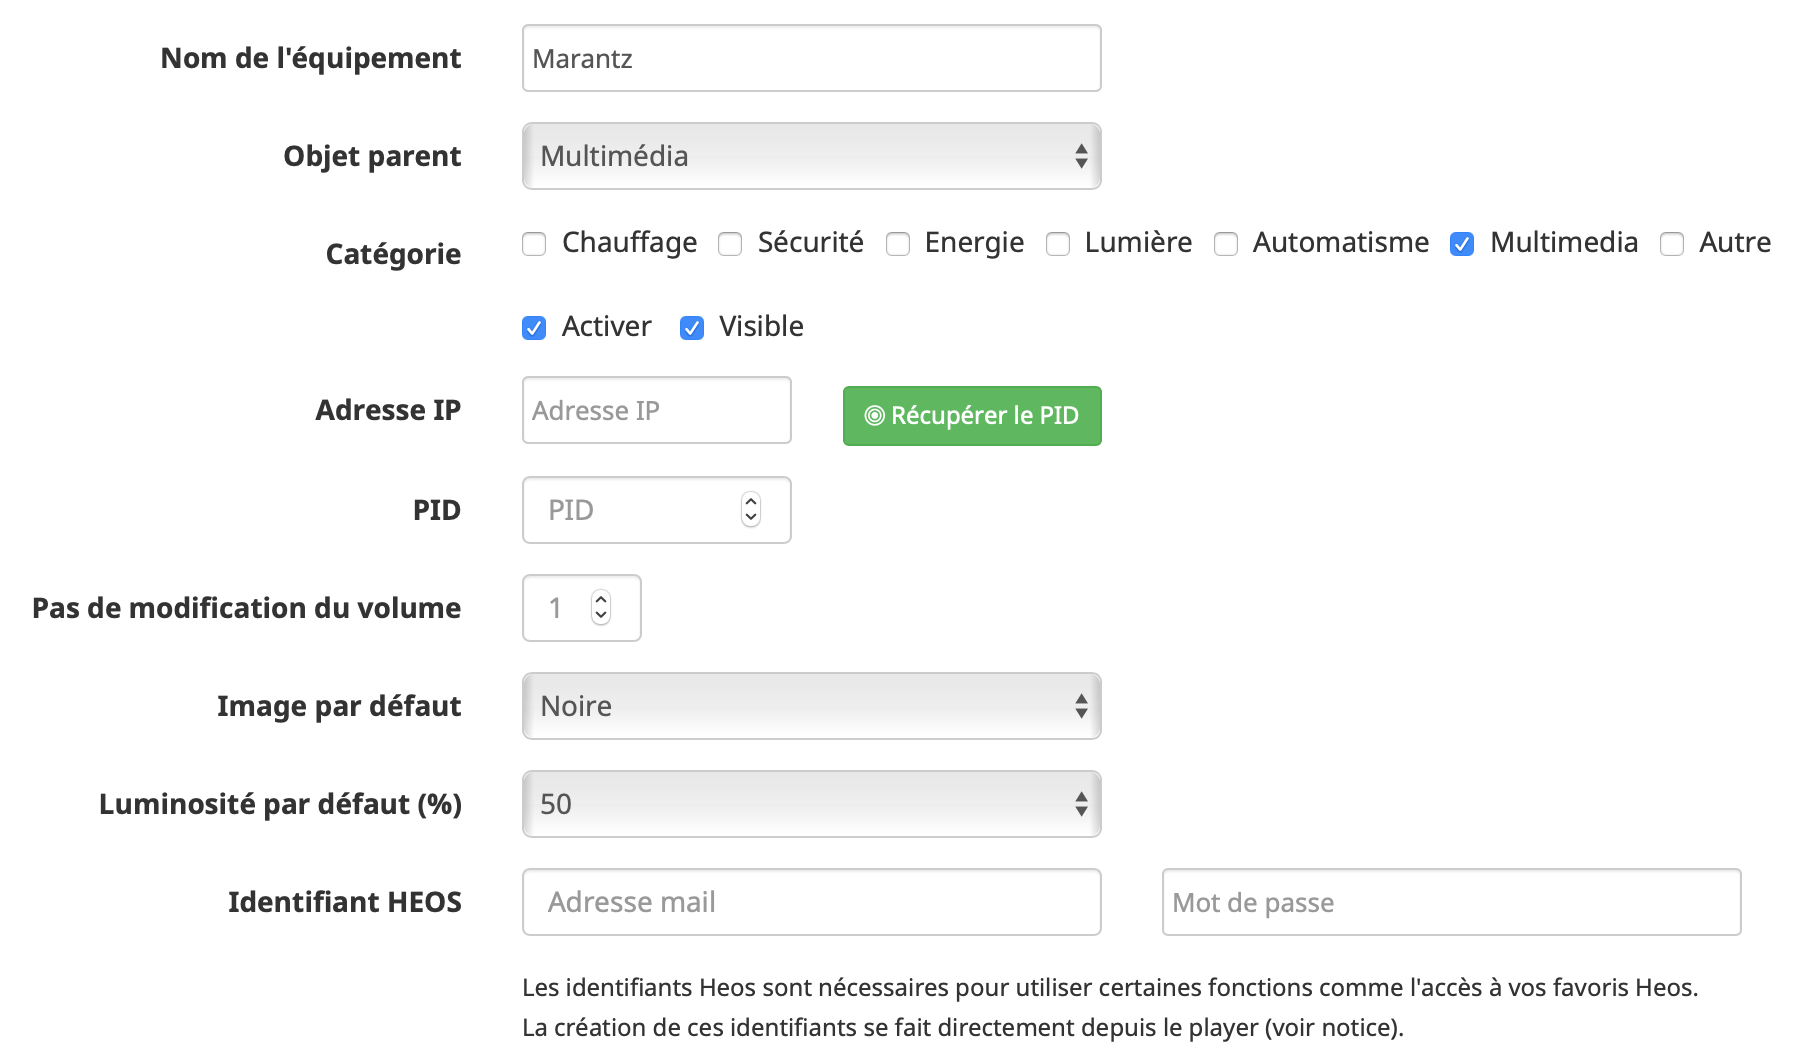 Nom de l'équipement Marantz
Objet parent Multimédia
Catégorie Chauffage Sécurité Energie Lumière Automatisme Multimedia Autre
Activer Visible
Adresse IP Adresse IP Récupérer le PID
PID PID
Pas de modification du volume 1
Image par défaut Noire
Luminosité par défaut (%) 50
Identifiant HEOS Adresse mail Mot de passe
Les identifiants Heos sont nécessaires pour utiliser certaines fonctions comme l'accès à vos favoris Heos.
La création de ces identifiants se fait directement depuis le player (voir notice).